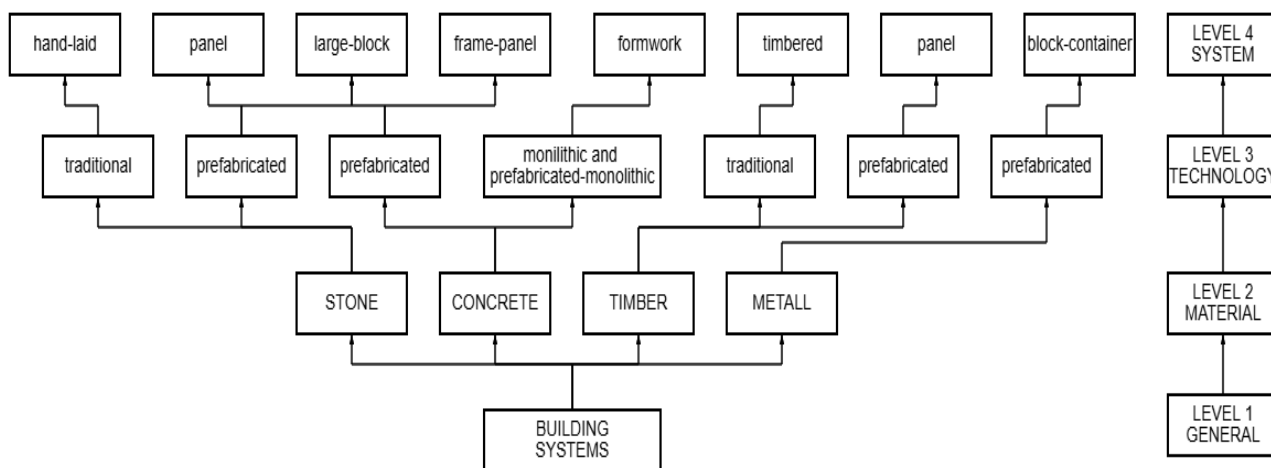 hand-laid
panel
large-block
frame-panel
formwork
timbered
panel
block-container
LEVEL 4
SYSTEM
traditional
prefabricated
prefabricated
monilithic and
prefabricated-monolithic
traditional
prefabricated
prefabricated
LEVEL 3
TECHNOLOGY
STONE
CONCRETE
TIMBER
METALL
LEVEL 2
MATERIAL
BUILDING
SYSTEMS
LEVEL 1
GENERAL